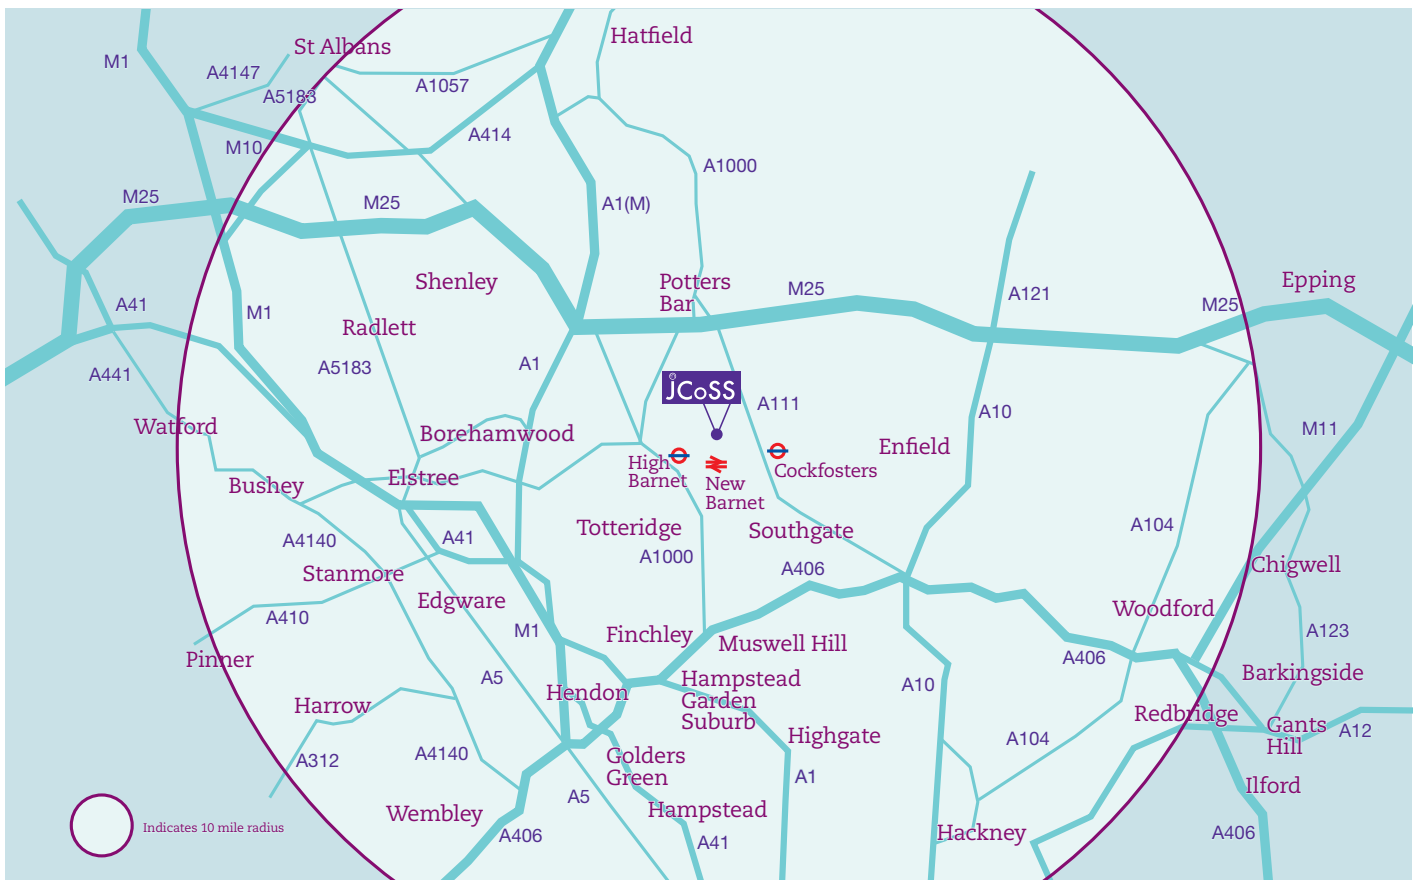 Hatfield
St Albans
M1
A4147
A1057
A5183
A414
M10
A1000
M25
M25
A1(M)
Shenley
Potters
Bar
M25
A121
Epping
M25
A41
M1
Radlett
A5183
A1
A441
JCoSS
A111
A10
Watford
Borehamwood
Enfield
M11
High
Barnet
Cockfosters
Elstree
Bushey
New
Barnet
A4140
A41
Totteridge
Southgate
A104
A1000
A406
Stanmore
Chigwell
Edgware
Woodford
A410
M1
Finchley
Muswell Hill
A123
Pinner
A406
A5
Hendon
Hampstead
Garden
Suburb
A10
Barkingside
Harrow
Redbridge
Gants
Hill
A12
Highgate
A104
A312
A4140
Golders
Green
A1
Ilford
A5
Wembley
Hampstead
Indicates 10 mile radius
A406
A41
Hackney
A406